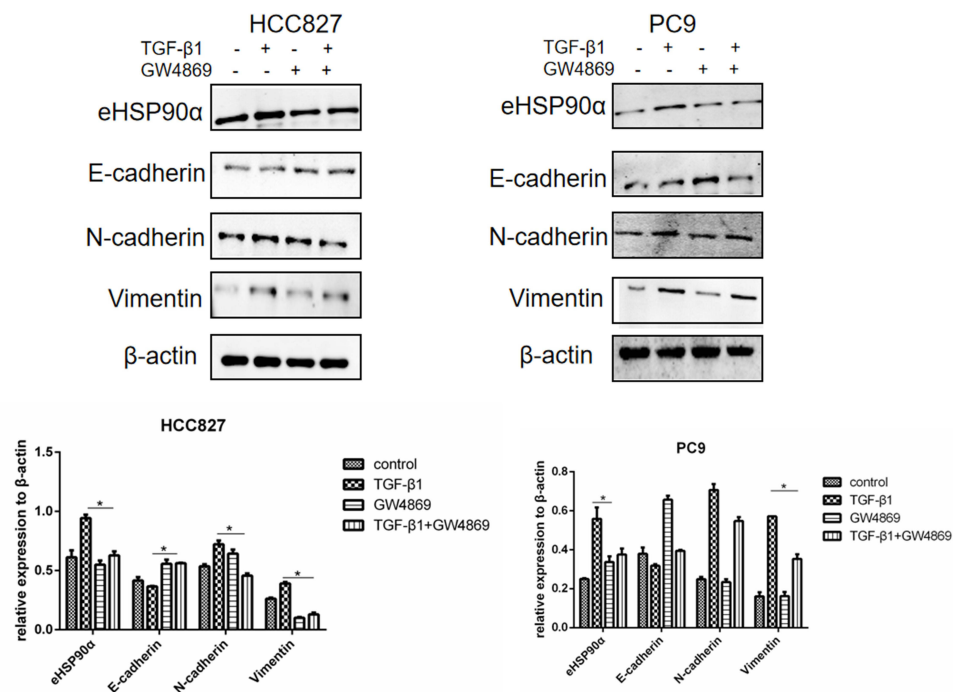 HCC827
TGF-β1 - + - +
GW4869 - - + +
eHSP90α
E-cadherin
N-cadherin
Vimentin
β-actin
PC9
TGF-β1 - + - +
GW4869 - - + +
eHSP90α
E-cadherin
N-cadherin
Vimentin
β-actin
HCC827
relative expression to β-actin
1.5
1.0
0.5
0.0
* * * *
eHSP90α
E-cadherin
N-cadherin
Vimentin
control
TGF-β1
GW4869
TGF-β1+GW4869
PC9
relative expression to β-actin
0.8
0.6
0.4
0.2
0.0
* *
eHSP90α
E-cadherin
N-cadherin
Vimentin
control
TGF-β1
GW4869
TGF-β1+GW4869